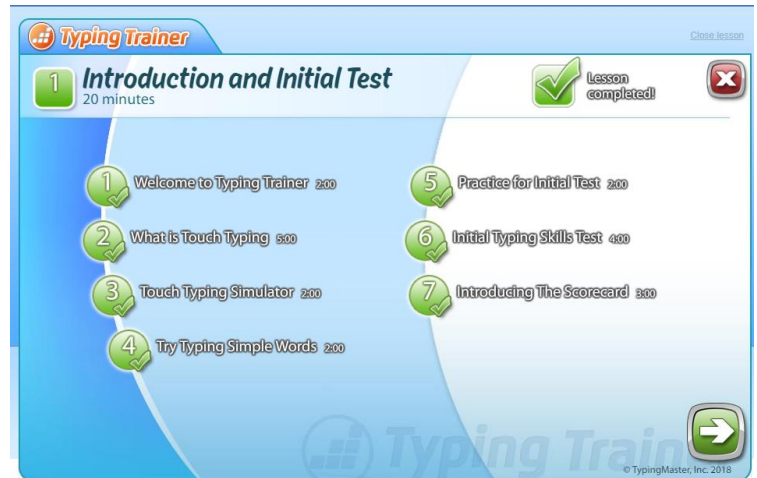 Typing Trainer
Close lesson
1
Introduction and Initial Test
20 minutes
Lesson
completed!
1 Welcome to Typing Trainer 2:00
2 What is Touch Typing 5:00
3 Touch Typing Simulator 2:00
4 Try Typing Simple Words 2:00
5 Practice for Initial Test 2:00
6 Initial Typing Skills Test 4:00
7 Introducing The Scorecard 3:00
Typing Train
© TypingMaster, Inc. 2018